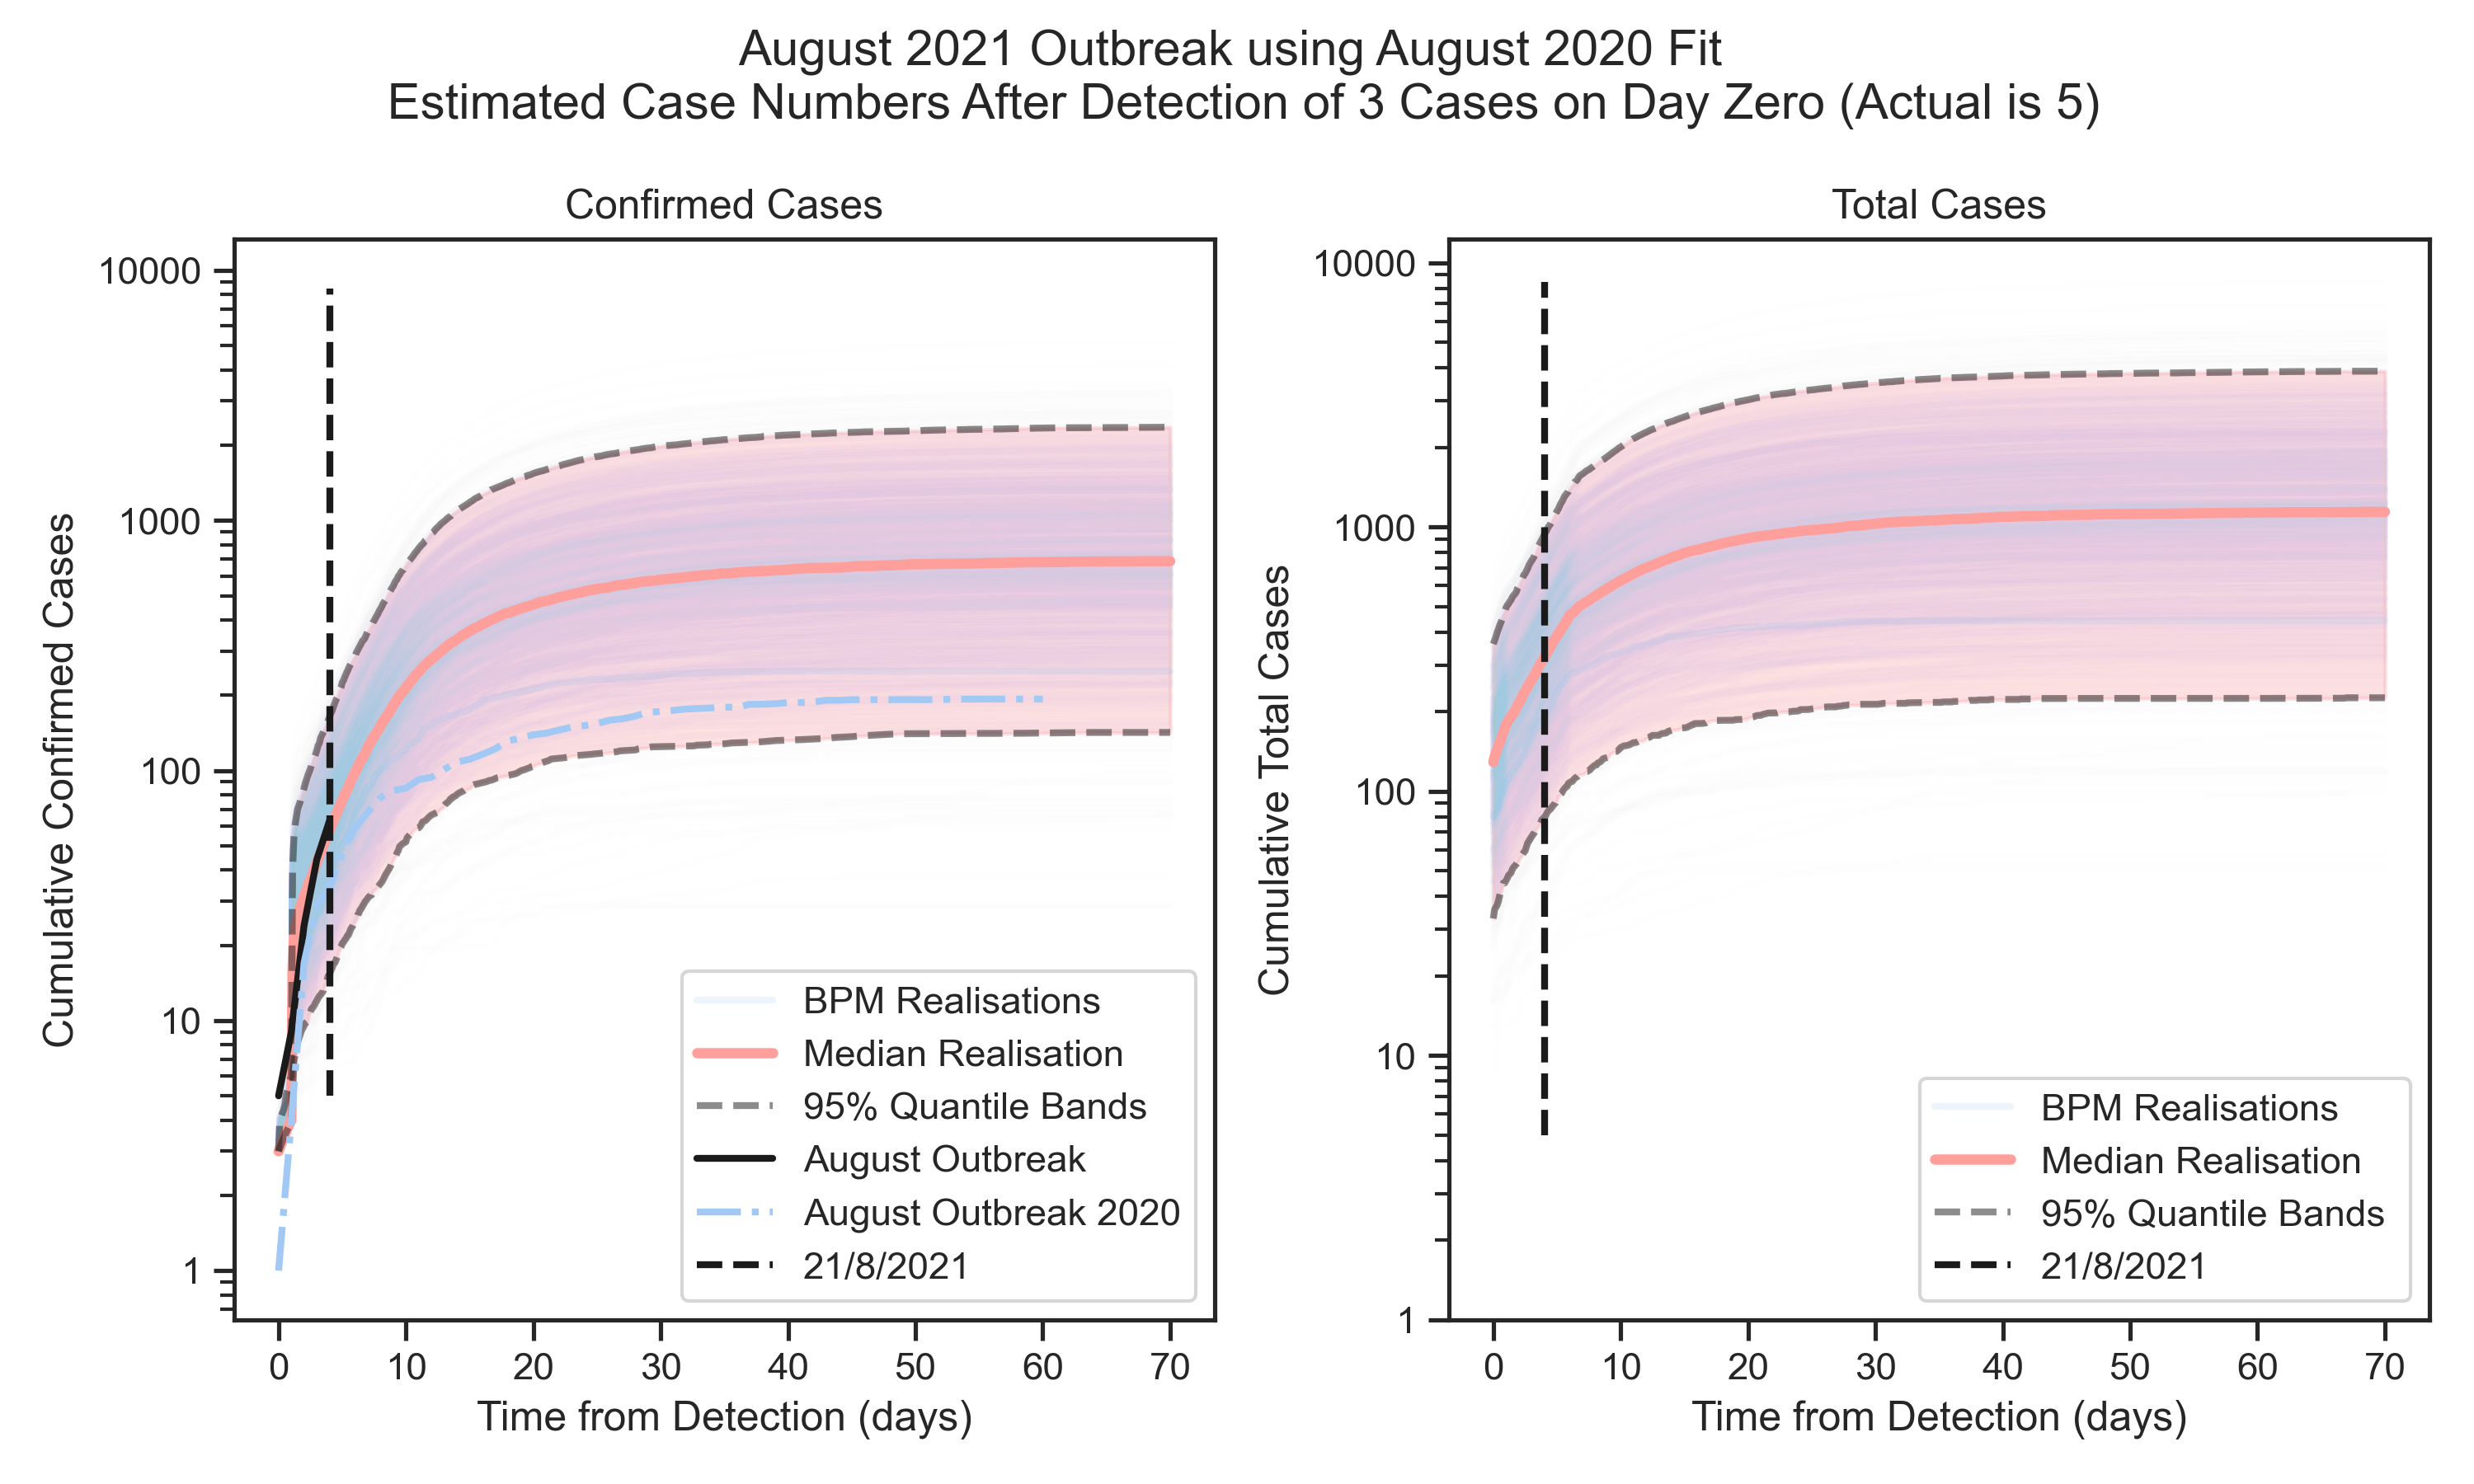 August 2021 Outbreak using August 2020 Fit
Estimated Case Numbers After Detection of 3 Cases on Day Zero (Actual is 5)
Confirmed Cases
Cumulative Confirmed Cases
10000
1000
100
10
1
BPM Realisations
Median Realisation
95% Quantile Bands
August Outbreak
August Outbreak 2020
21/8/2021
0 10 20 30 40 50 60 70
Time from Detection (days)
Total Cases
Cumulative Total Cases
10000
1000
100
10
1
BPM Realisations
Median Realisation
95% Quantile Bands
21/8/2021
0 10 20 30 40 50 60 70
Time from Detection (days)